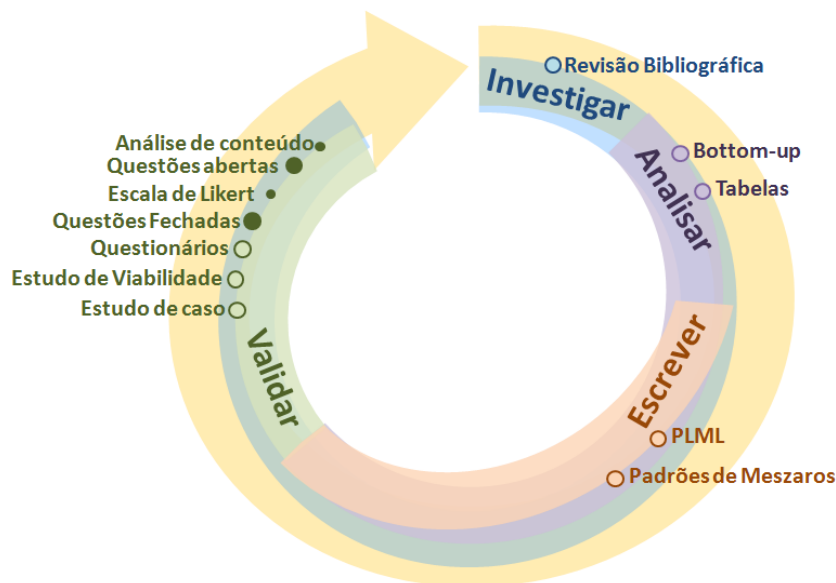 Revisão Bibliográfica
Investigar
Bottom-up
Tabelas
Analisar
Escrever
PLML
Padrões de Meszaros
Análise de conteúdo
Questões abertas
Escala de Likert
Questões Fechadas
Questionários
Estudo de Viabilidade
Estudo de caso
Validar